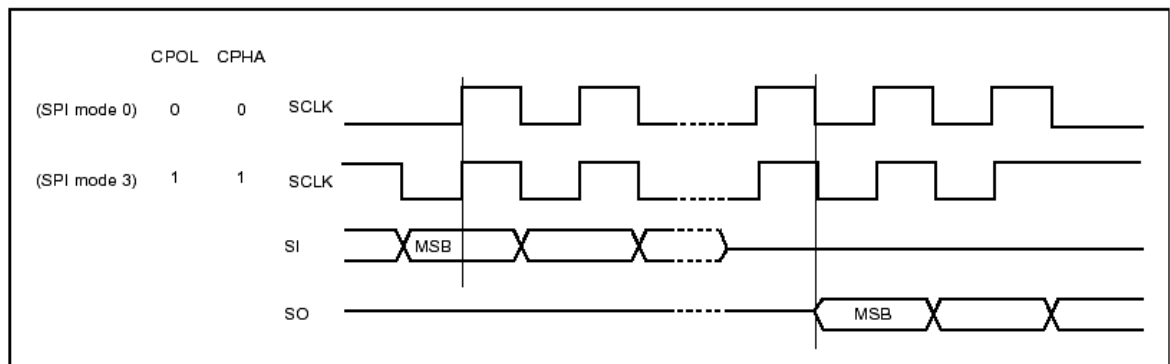 CPOL CPHA
(SPI mode 0) 0 0 SCLK
(SPI mode 3) 1 1 SCLK
SI MSB
SO MSB